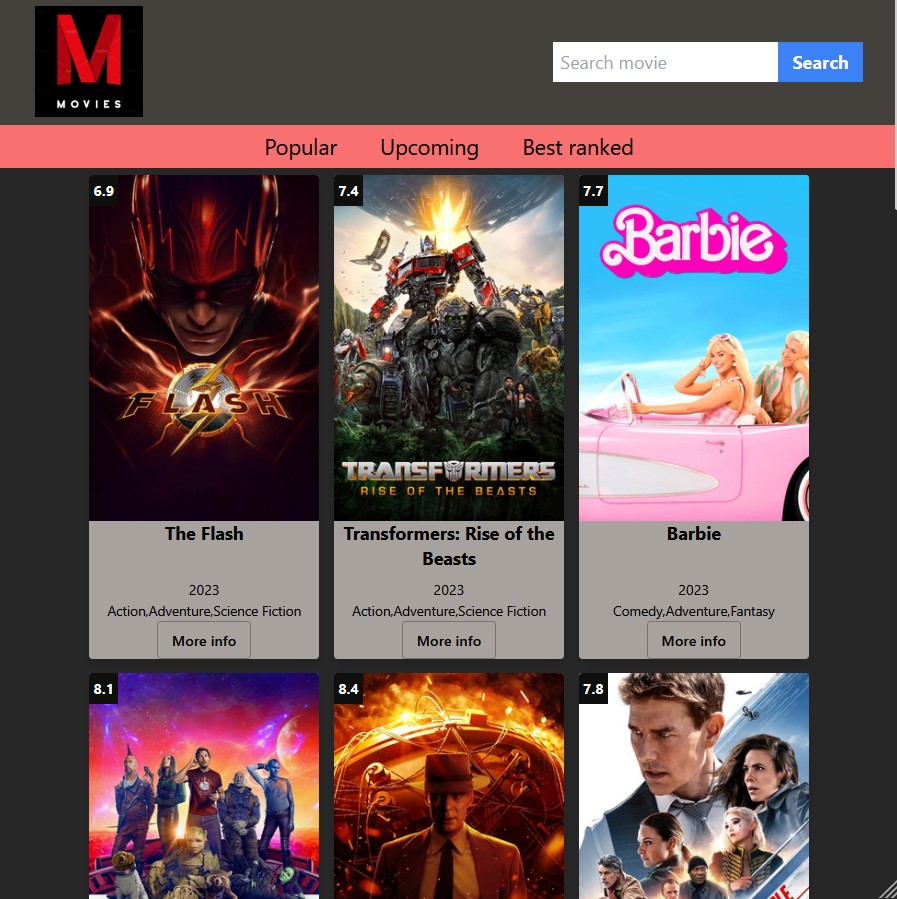 M
MOVIES
Search movie
Search
Popular
Upcoming
Best ranked
6.9
7.4
7.7
FLASH
TRANSFORMERS
RISE OF THE BEASTS
Barbie
The Flash
Transformers: Rise of the
Beasts
Barbie
2023
2023
2023
Action,Adventure,Science Fiction
Action,Adventure,Science Fiction
Comedy,Adventure,Fantasy
More info
More info
More info
8.1
8.4
7.8